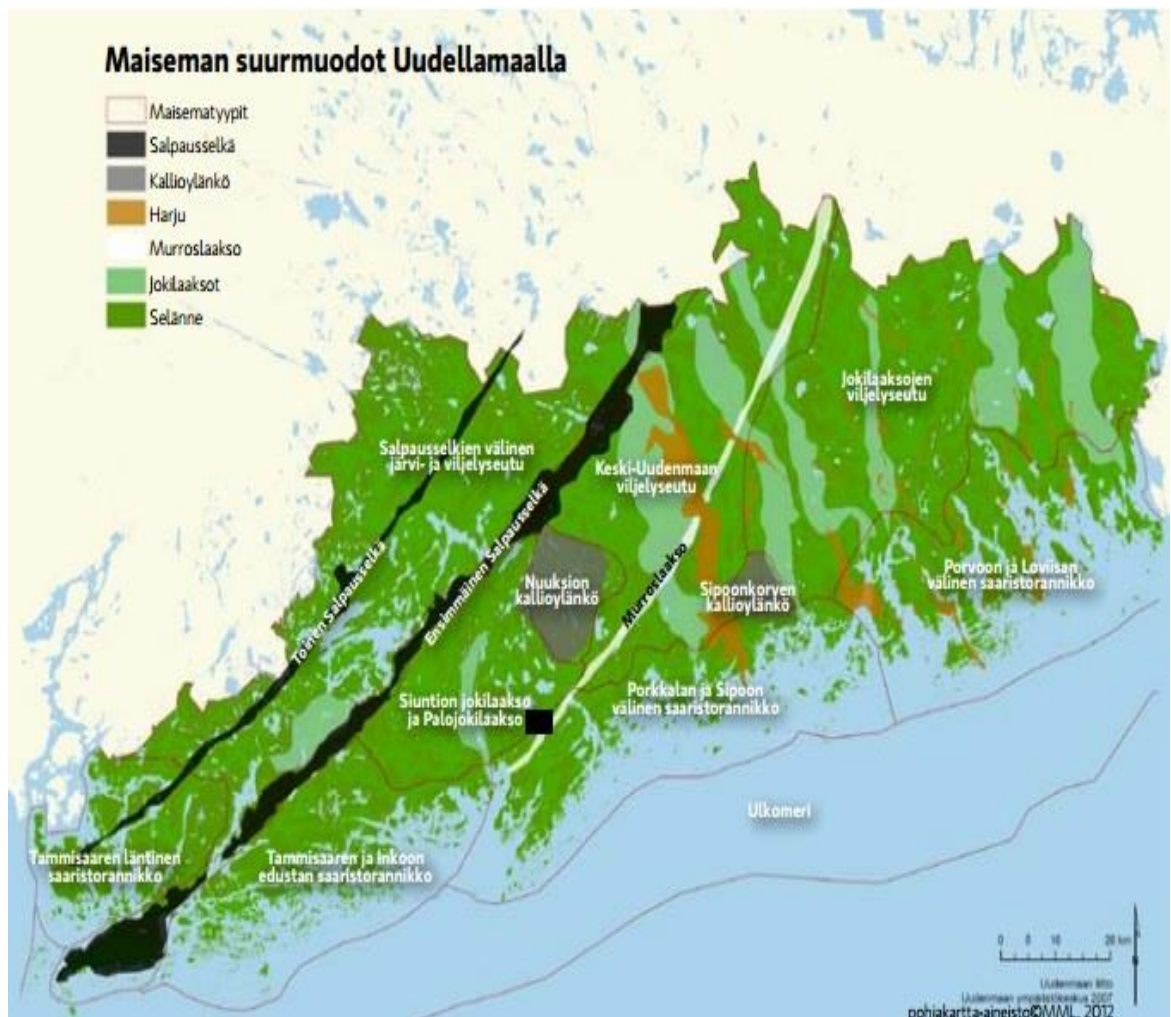 Maiseman suurmuodot Uudellamaalla
Maisematyypit
Salpausselkä
Kallioylänkö
Harju
Murroslaakso
Jokilaaksot
Selänne
Jokilaaksojen
viljelyseutu
Salpausselkien välinen
järvi- ja viljelyseutu
Keski-Uudenmaan
viljelyseutu
Toinen Salpausselkä
Ensimmäinen Salpausselkä
Nuuksion
kallioylänkö
Murroslaakso
Sipoonkorven
kallioylänkö
Porvoon ja Loviisan
välinen saaristorannikko
Siuntion jokilaakso
ja Palojokilaakso
Porkkalan ja Sipoon
välinen saaristorannikko
Ulkomeri
Tammisaaren läntinen
saaristorannikko
Tammisaaren ja Inkoon
edustan saaristorannikko
0 5 10 20 km
Uudenmaan liitto
Uudenmaan ympäristökeskus 2007
pohjakartta-aineisto©MML, 2012